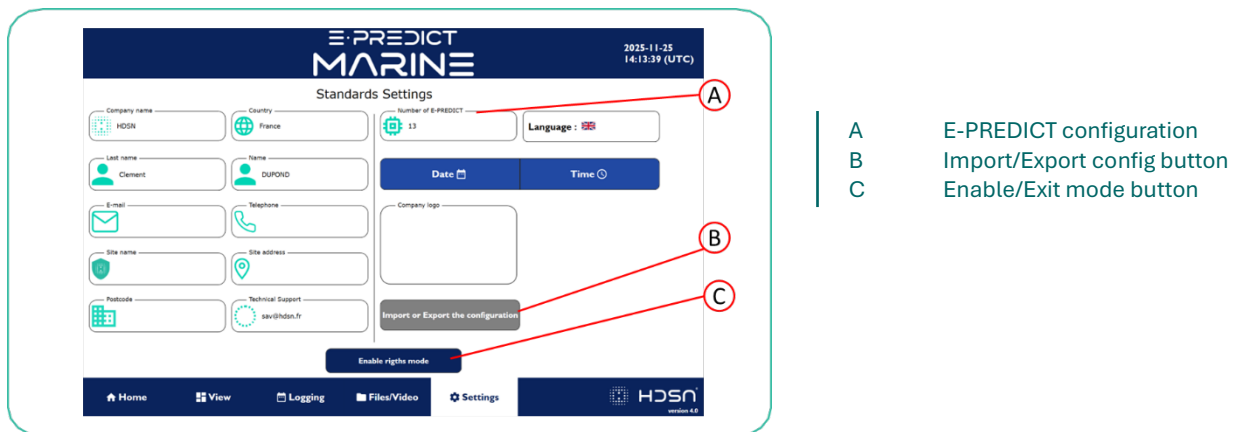 E·PREDICT
MARINE
2025-11-25
14:13:39 (UTC)
Standards Settings
Company name
HDSN
Country
France
Number of E-PREDICT
13
Language :
A
Last name
Clement
Name
DUPOND
Date
Time
E-mail
Telephone
Company logo
Site name
Site address
B
Postcode
Technical Support
sav@hdsn.fr
Import or Export the configuration
C
Enable rigths mode
Home
View
Logging
Files/Video
Settings
HDSN
version 4.0
A E-PREDICT configuration
B Import/Export config button
C Enable/Exit mode button